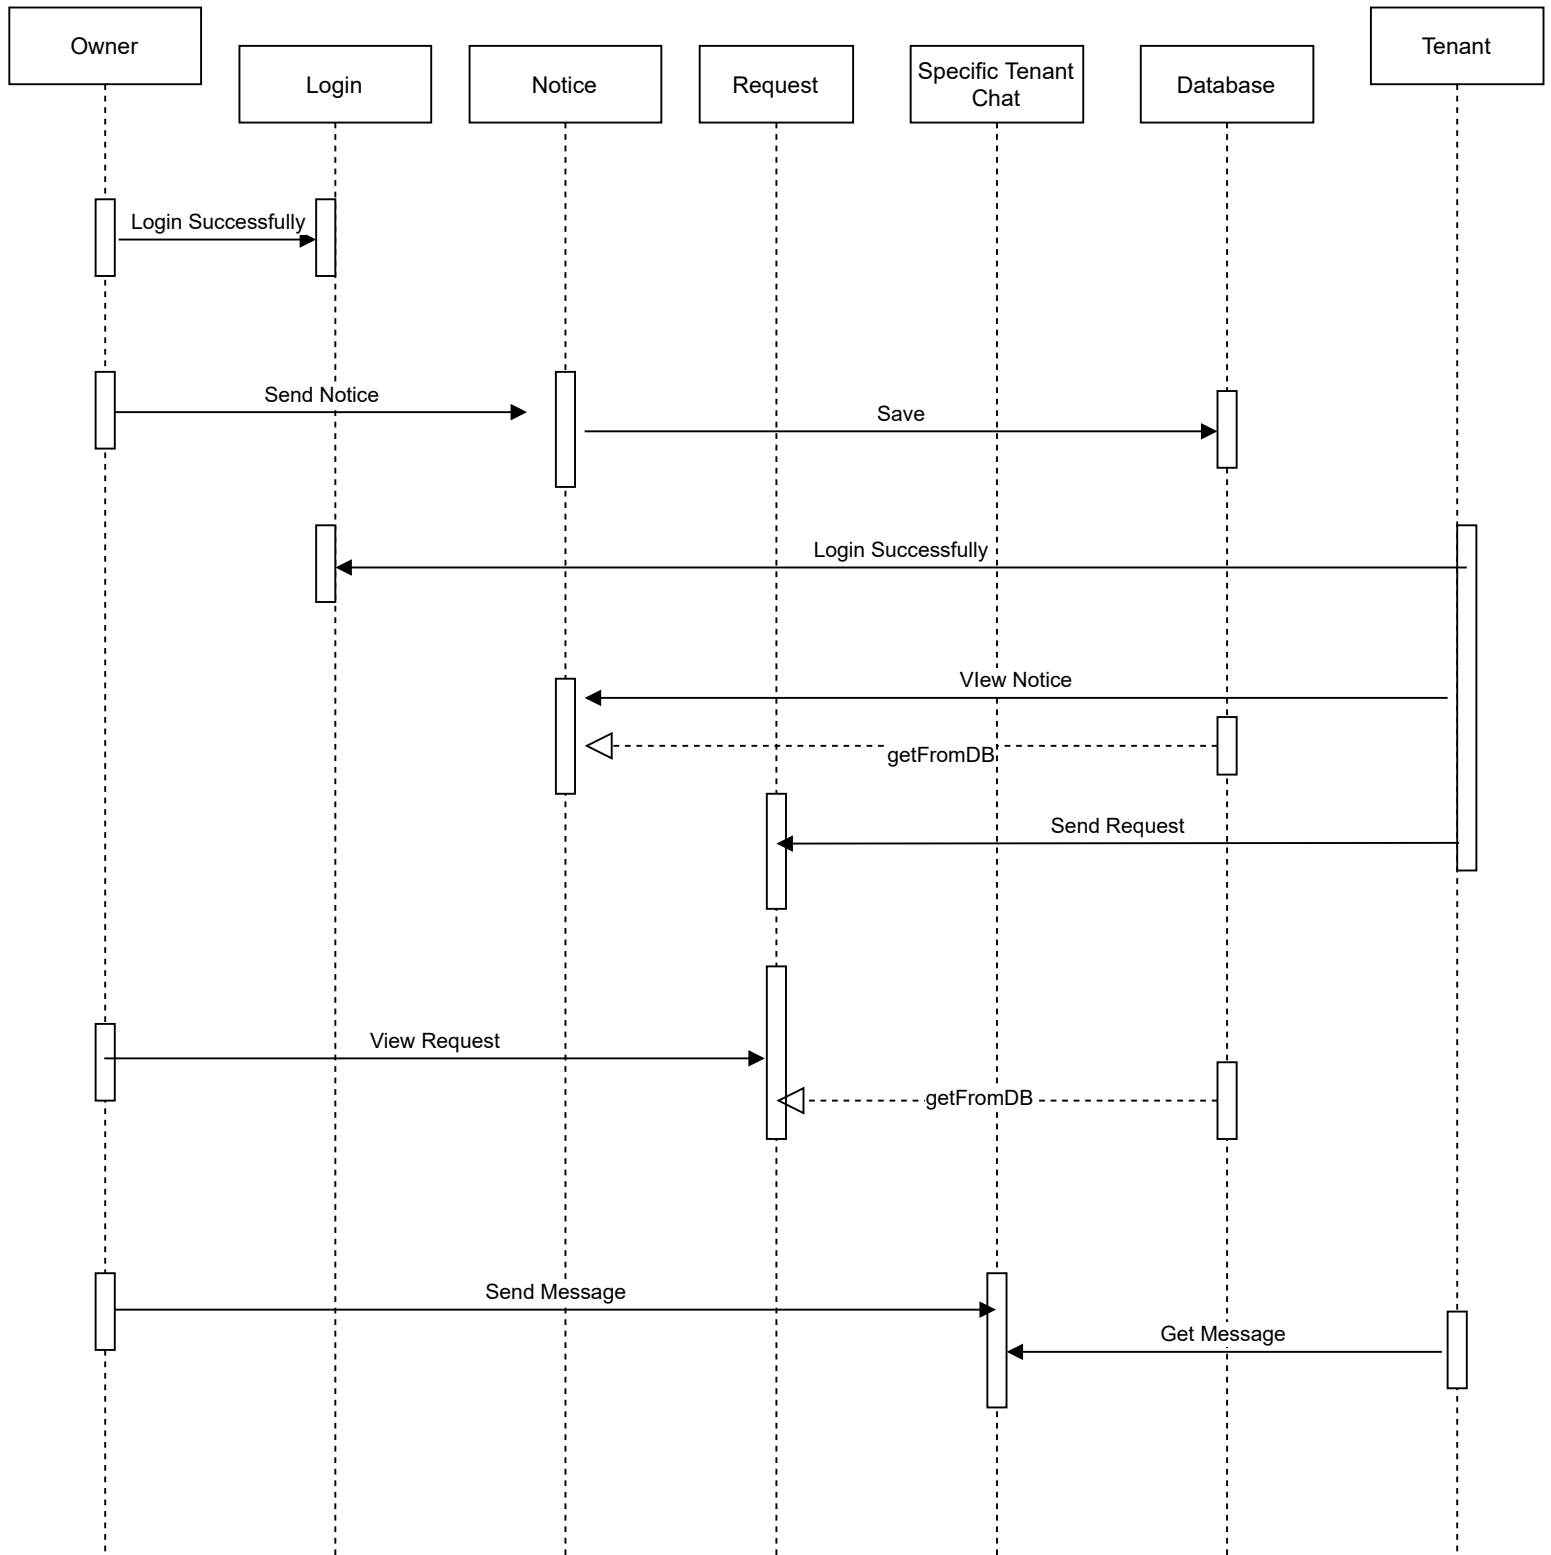 Owner
Login
Notice
Request
Specific Tenant
Chat
Database
Tenant
Login Successfully
Send Notice
Save
Login Successfully
VIew Notice
getFromDB
Send Request
View Request
getFromDB
Send Message
Get Message